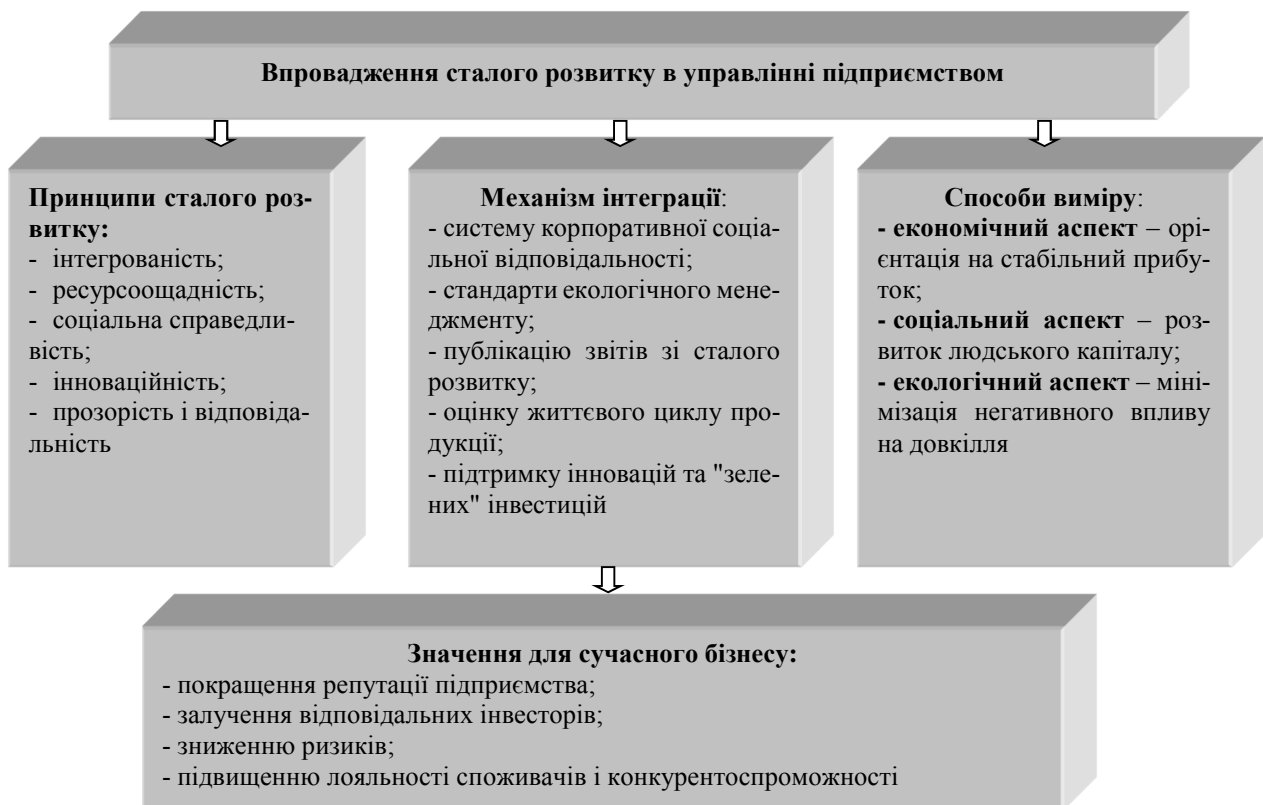 Впровадження сталого розвитку в управлінні підприємством
Принципи сталого роз-
витку:
- інтегрованість;
- ресурсоощадність;
- соціальна справедли-
вість;
- інноваційність;
- прозорість і відповіда-
льність
Механізм інтеграції:
- систему корпоративної соціа-
льної відповідальності;
- стандарти екологічного мене-
джменту;
- публікацію звітів зі сталого
розвитку;
- оцінку життєвого циклу про-
дукції;
- підтримку інновацій та "зеле-
них" інвестицій
Способи виміру:
- економічний аспект – орі-
єнтація на стабільний прибу-
ток;
- соціальний аспект – роз-
виток людського капіталу;
- екологічний аспект – міні-
мізація негативного впливу
на довкілля
Значення для сучасного бізнесу:
- покращення репутації підприємства;
- залучення відповідальних інвесторів;
- зниженню ризиків;
- підвищенню лояльності споживачів і конкурентоспроможності